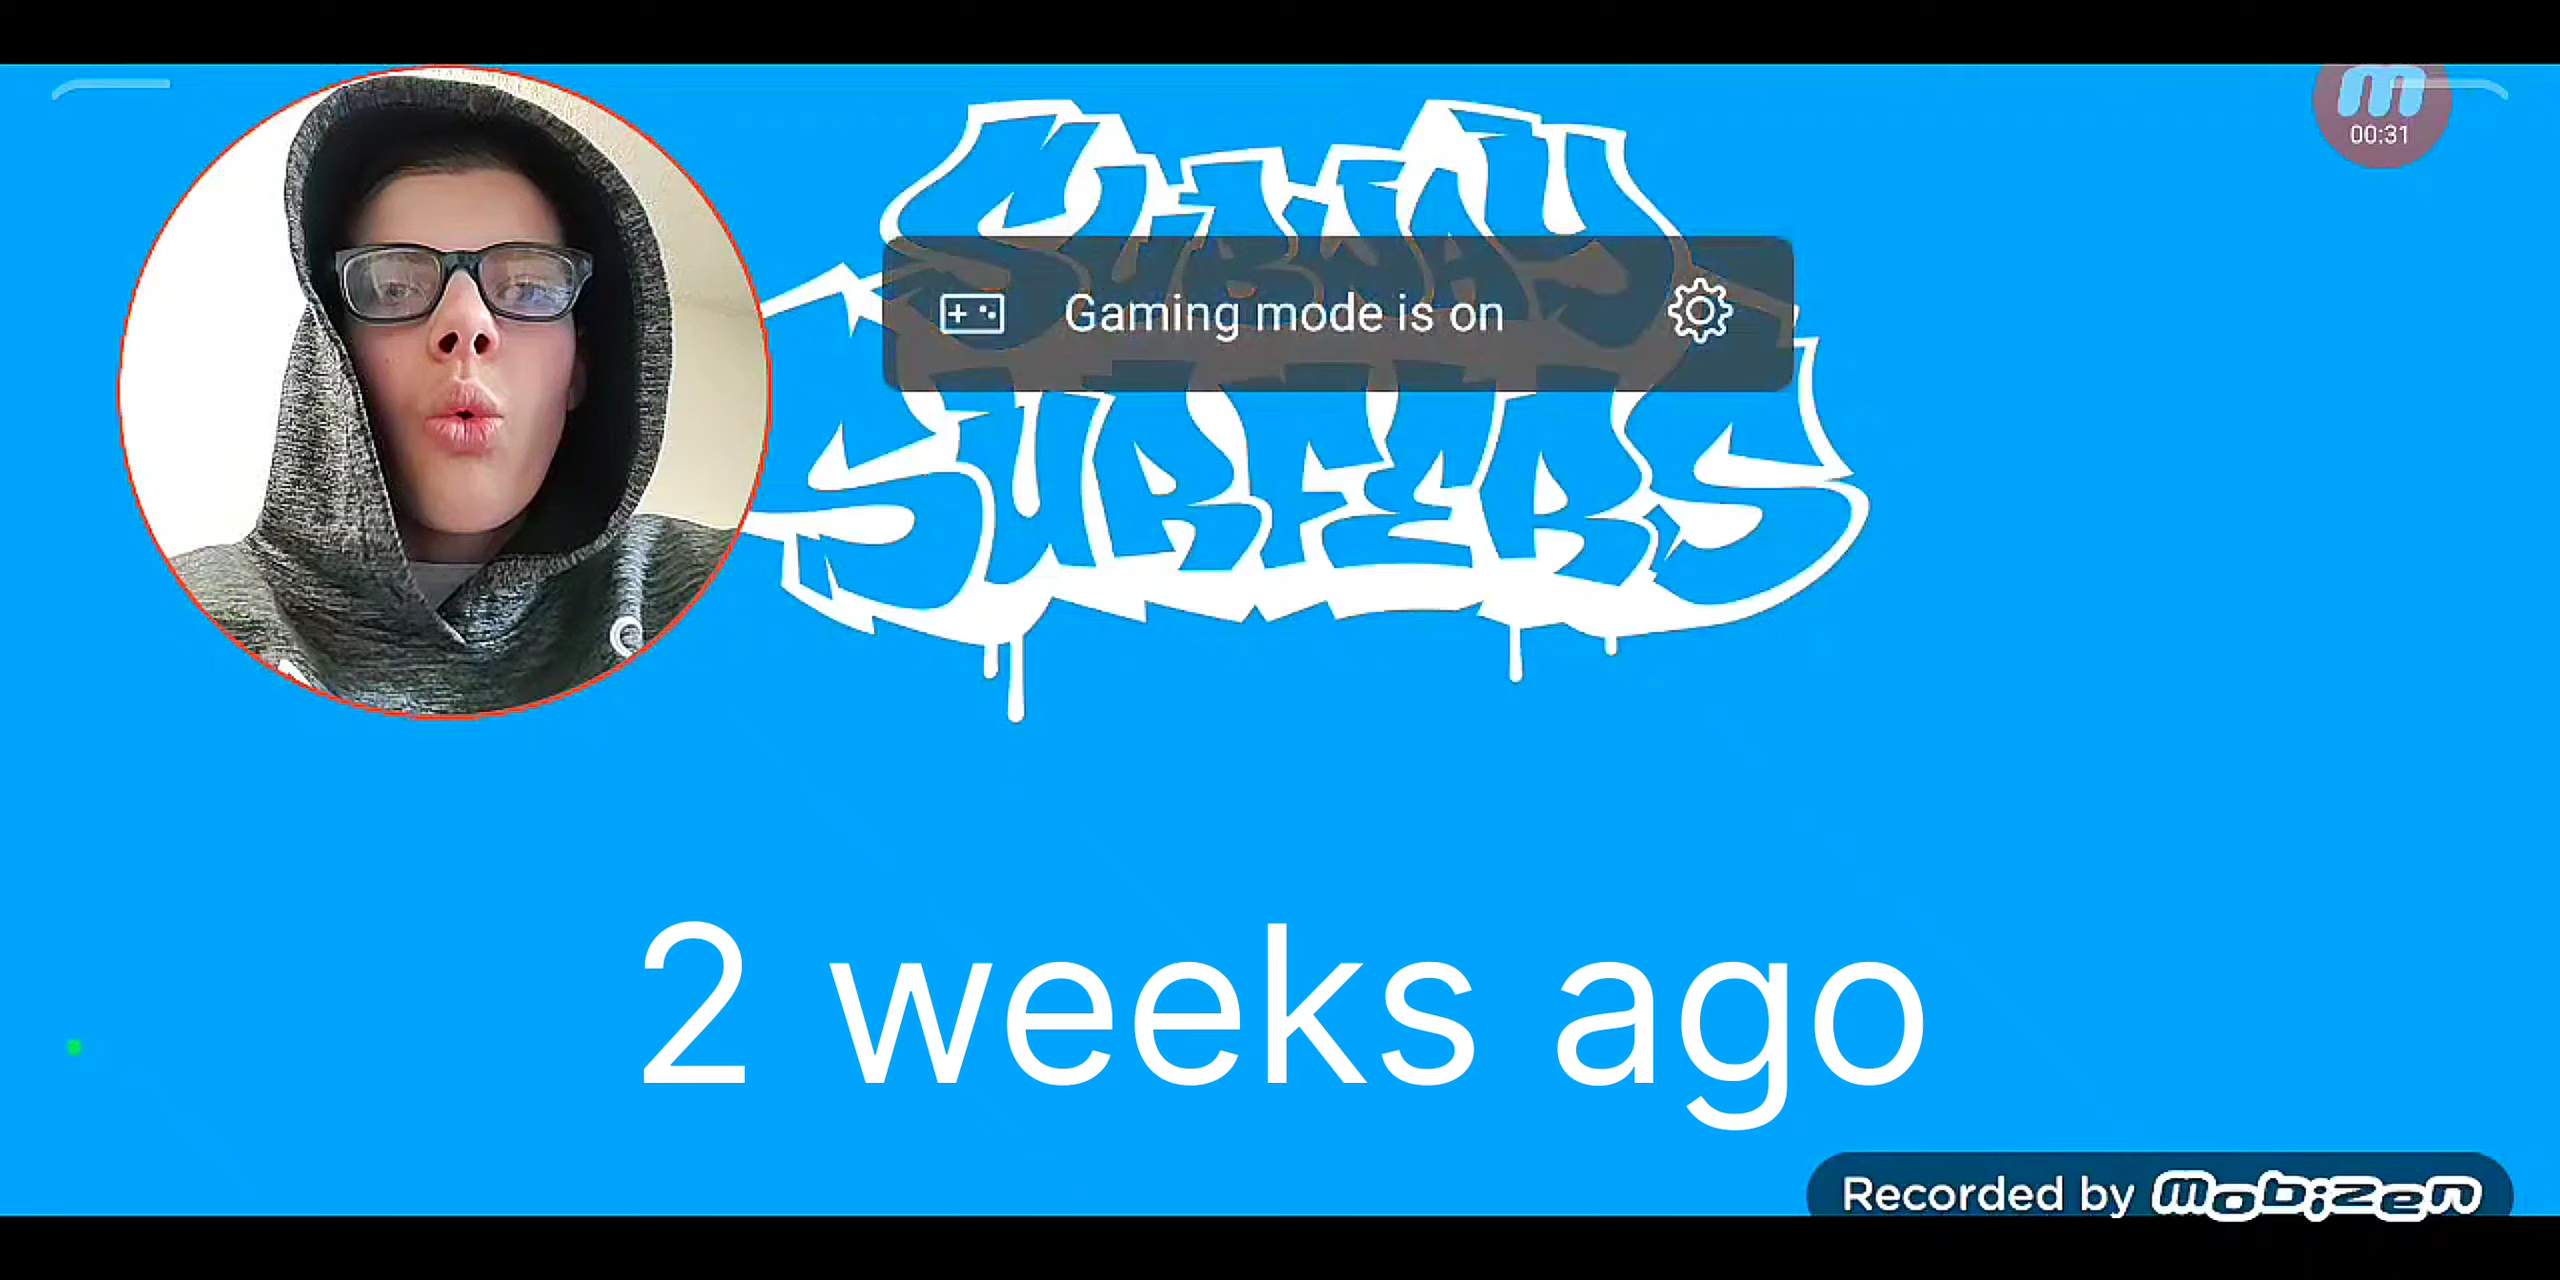 00:31
SUBWAY
Gaming mode is on
SURFERS
2 weeks ago
Recorded by mobizen